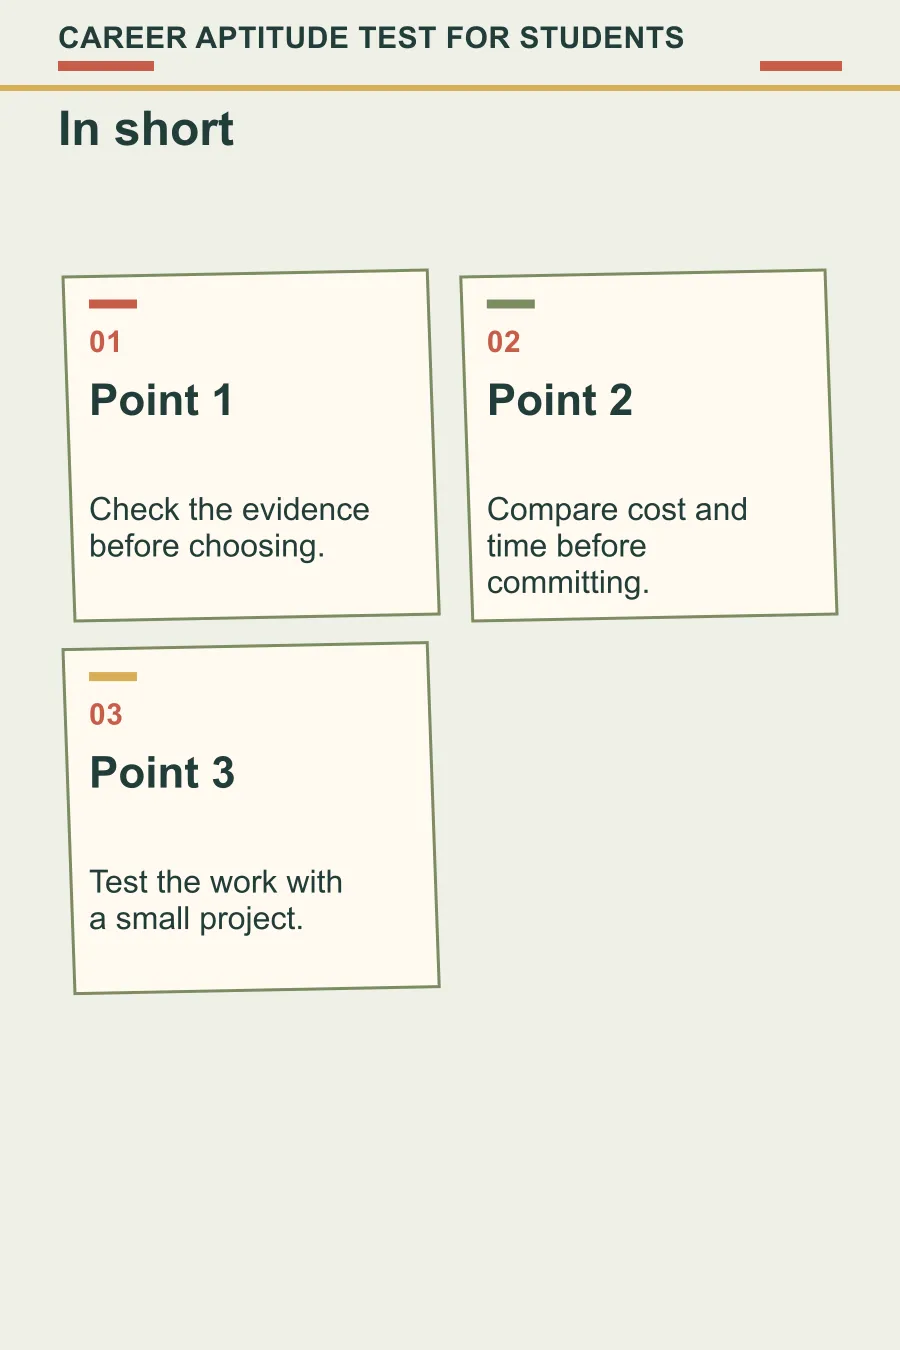 CAREER APTITUDE TEST FOR STUDENTS
In short
01
Point 1
Check the evidence
before choosing.
02
Point 2
Compare cost and
time before
committing.
03
Point 3
Test the work with
a small project.